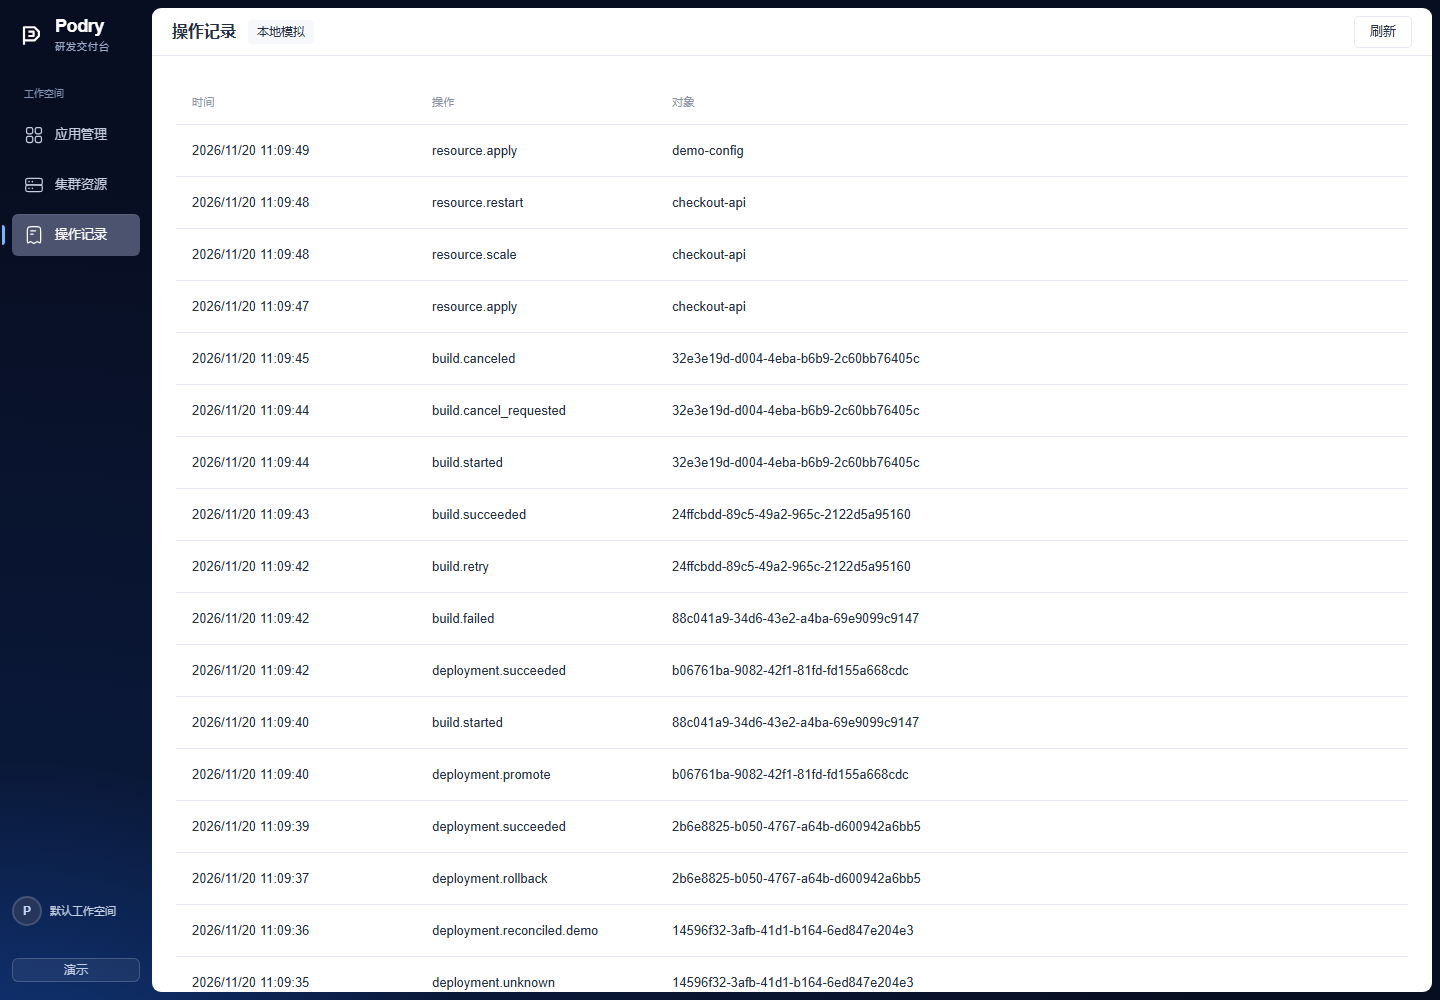 Podry
研发交付台
工作空间
应用管理
集群资源
操作记录
P 默认工作空间
演示
操作记录 本地模拟 刷新
时间 操作 对象
2026/11/20 11:09:49 resource.apply demo-config
2026/11/20 11:09:48 resource.restart checkout-api
2026/11/20 11:09:48 resource.scale checkout-api
2026/11/20 11:09:47 resource.apply checkout-api
2026/11/20 11:09:45 build.canceled 32e3e19d-d004-4eba-b6b9-2c60bb76405c
2026/11/20 11:09:44 build.cancel_requested 32e3e19d-d004-4eba-b6b9-2c60bb76405c
2026/11/20 11:09:44 build.started 32e3e19d-d004-4eba-b6b9-2c60bb76405c
2026/11/20 11:09:43 build.succeeded 24ffcbdd-89c5-49a2-965c-2122d5a95160
2026/11/20 11:09:42 build.retry 24ffcbdd-89c5-49a2-965c-2122d5a95160
2026/11/20 11:09:42 build.failed 88c041a9-34d6-43e2-a4ba-69e9099c9147
2026/11/20 11:09:42 deployment.succeeded b06761ba-9082-42f1-81fd-fd155a668cdc
2026/11/20 11:09:40 build.started 88c041a9-34d6-43e2-a4ba-69e9099c9147
2026/11/20 11:09:40 deployment.promote b06761ba-9082-42f1-81fd-fd155a668cdc
2026/11/20 11:09:39 deployment.succeeded 2b6e8825-b050-4767-a64b-d600942a6bb5
2026/11/20 11:09:37 deployment.rollback 2b6e8825-b050-4767-a64b-d600942a6bb5
2026/11/20 11:09:36 deployment.reconciled.demo 14596f32-3afb-41d1-b164-6ed847e204e3
2026/11/20 11:09:35 deployment.unknown 14596f32-3afb-41d1-b164-6ed847e204e3